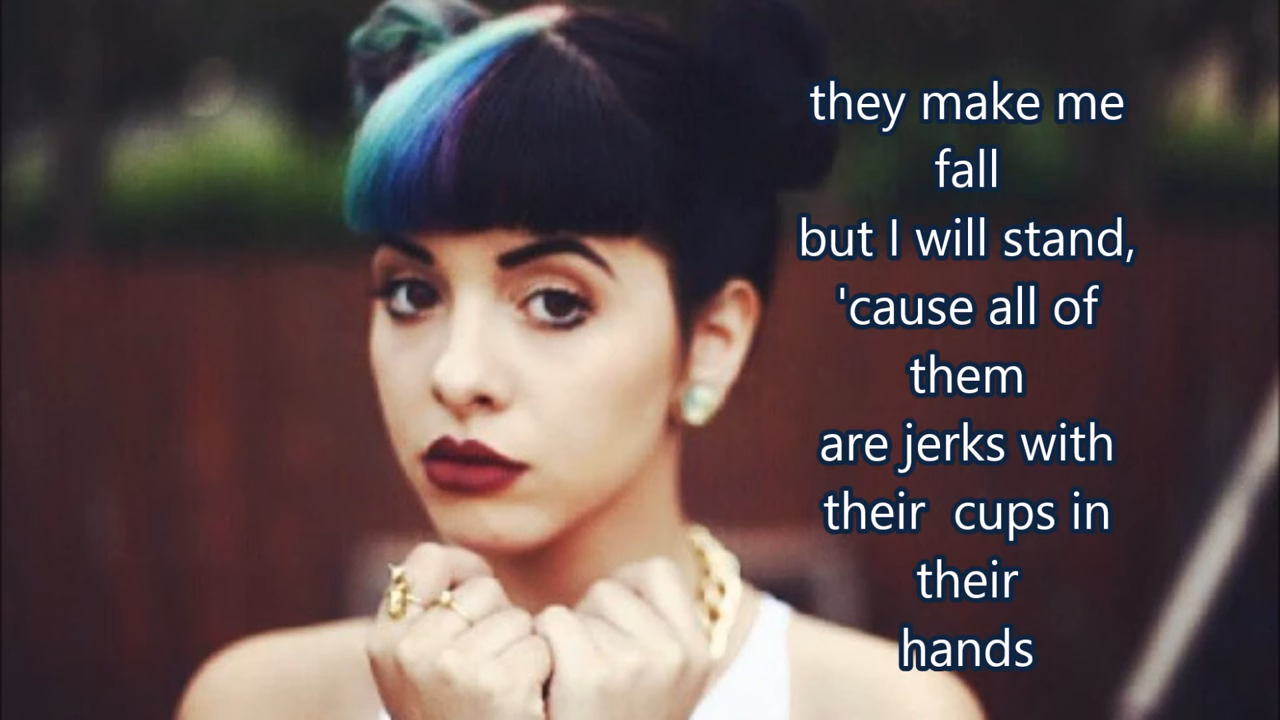 they make me
fall
but I will stand,
'cause all of
them
are jerks with
their  cups in
their
hands